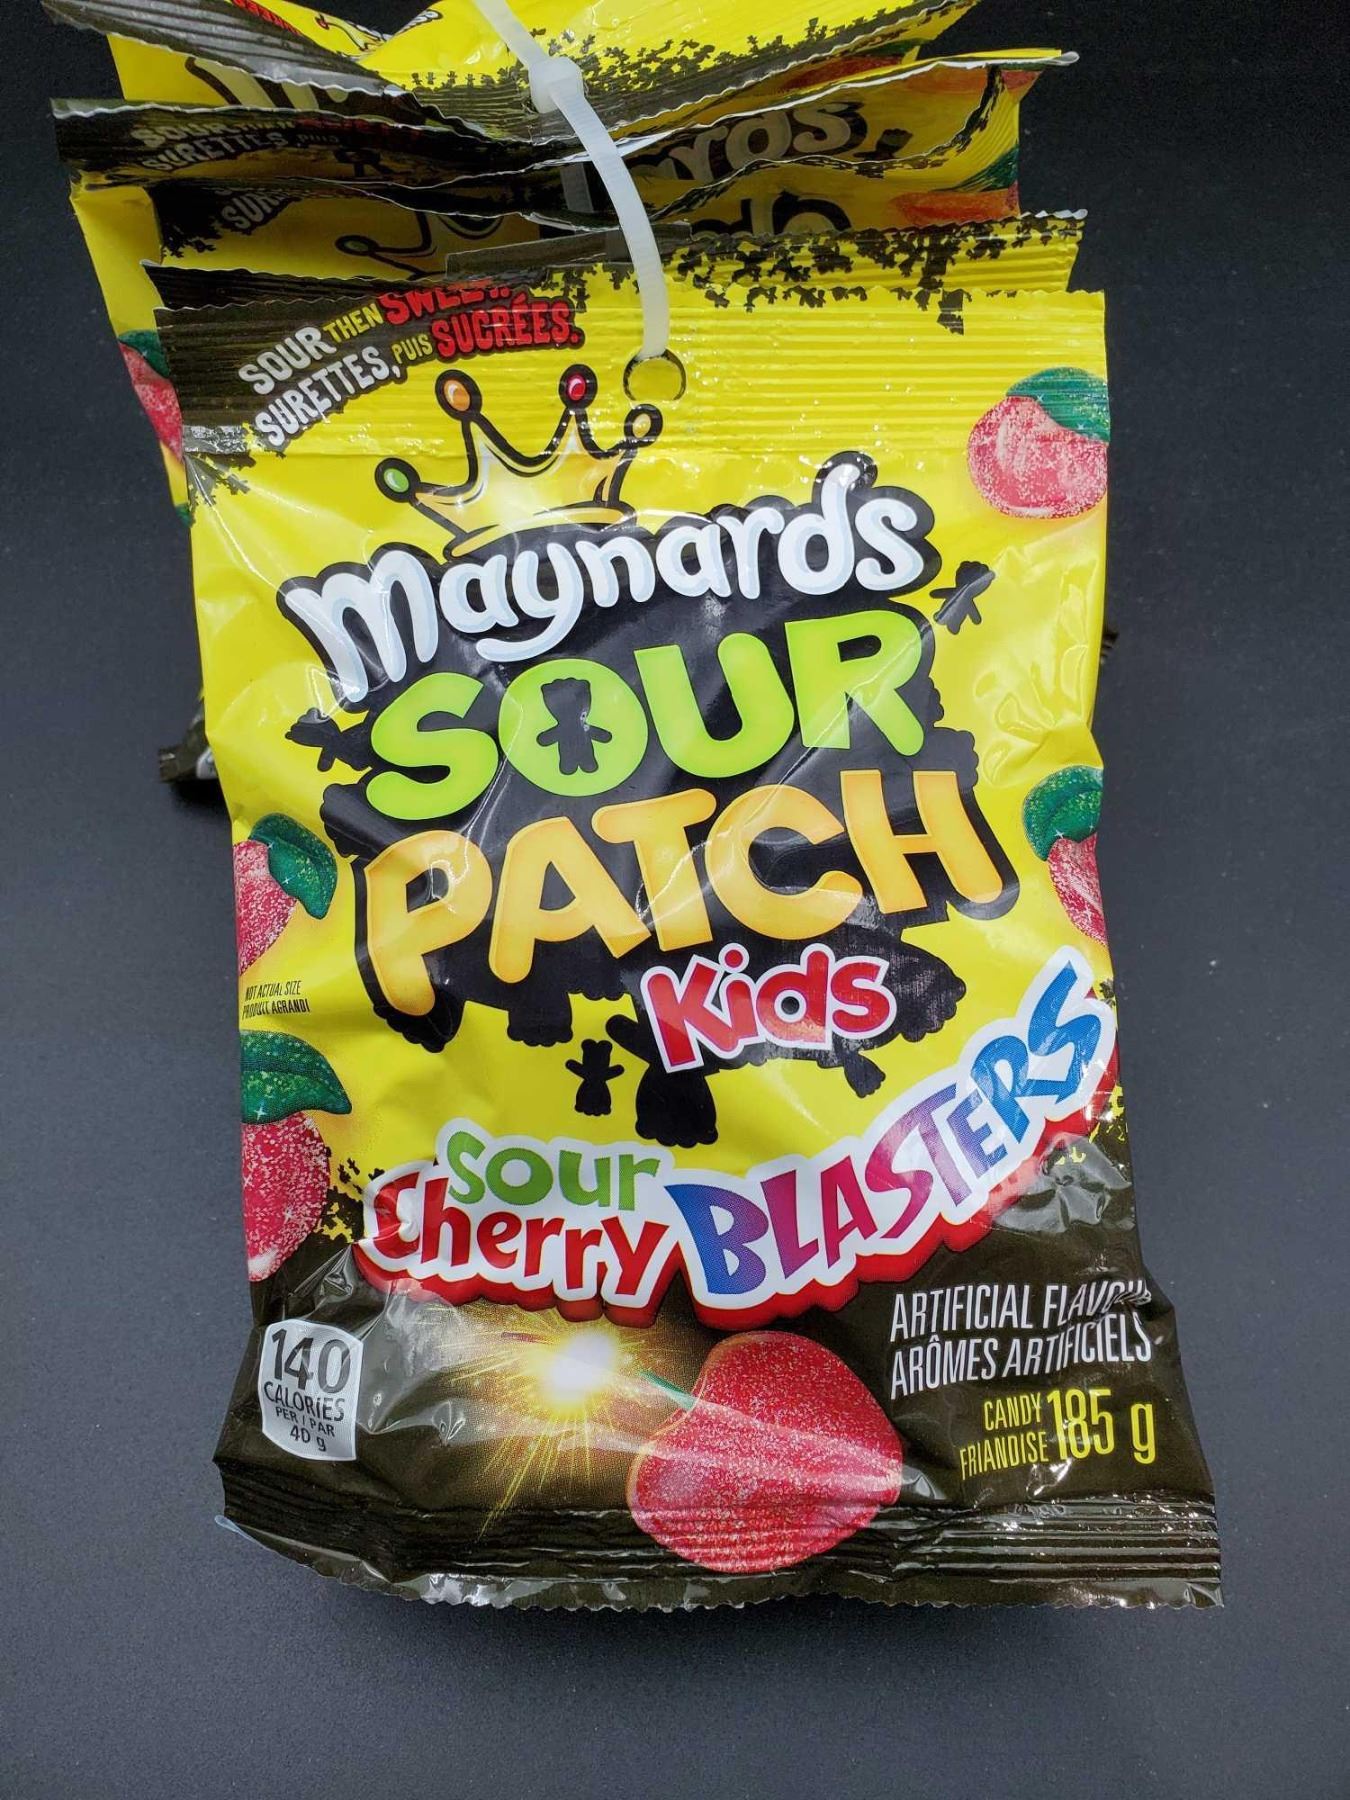 SOUR THEN SWEET.
SURETTES, PUIS SUCRÉES.
Maynards
SOUR
PATCH
Kids
NOT ACTUAL SIZE
PRODUIT AGRANDI
sour
Cherry BLASTERS
ARTIFICIAL FLAVOUR
ARÔMES ARTIFICIELS
140
CALORIES
PER / PAR
40 g
CANDY
FRIANDISE
185 g